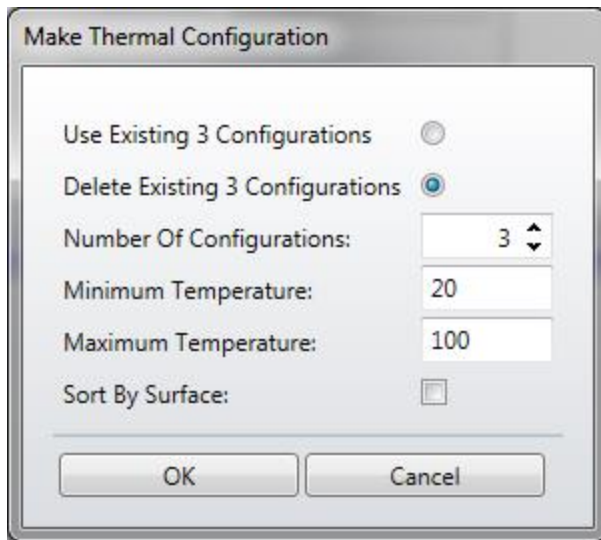 Make Thermal Configuration
Use Existing 3 Configurations
Delete Existing 3 Configurations
Number Of Configurations: 3
Minimum Temperature: 20
Maximum Temperature: 100
Sort By Surface:
OK Cancel